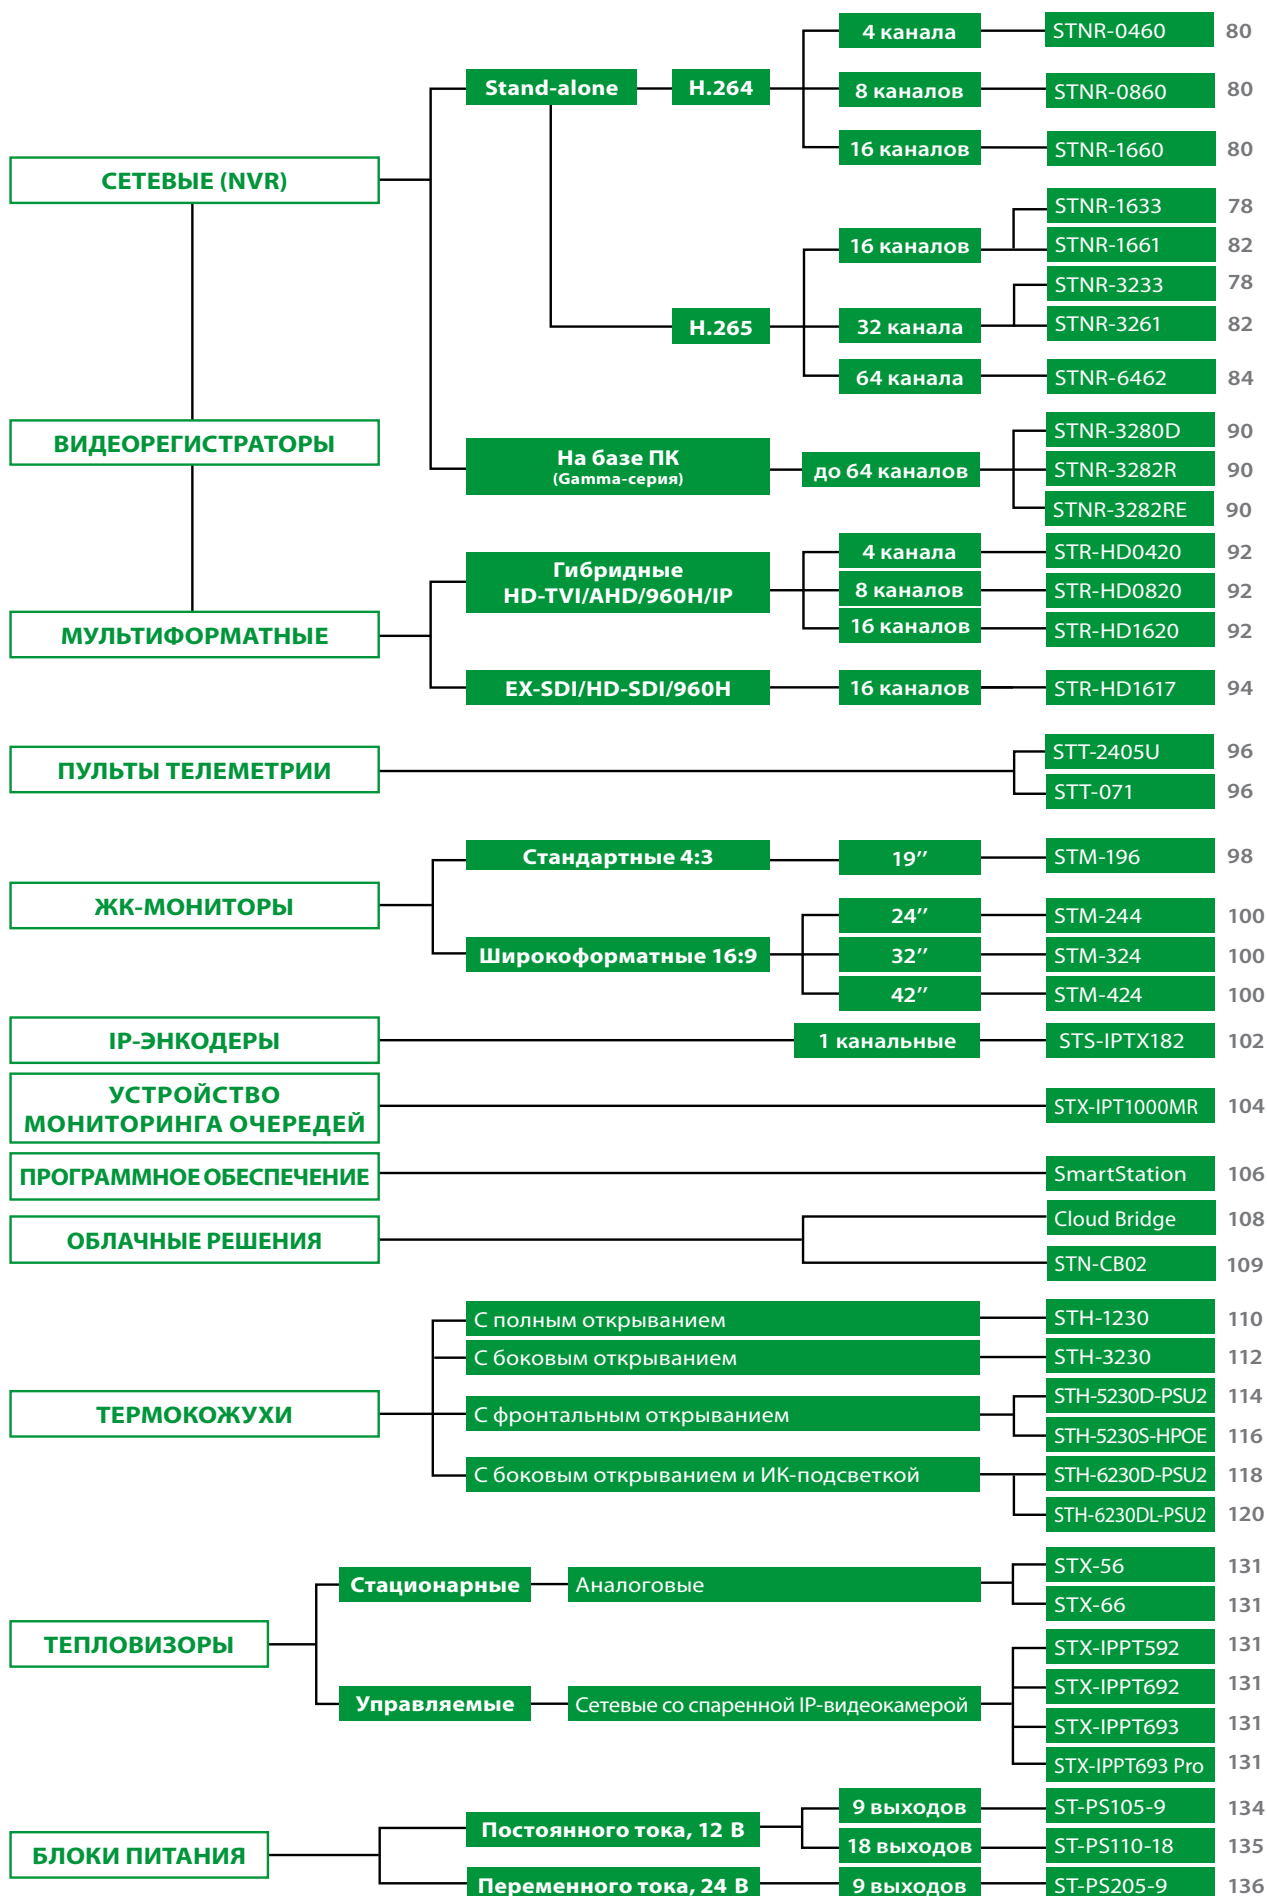 4 канала STNR-0460 80
Stand-alone H.264 8 каналов STNR-0860 80
16 каналов STNR-1660 80
СЕТЕВЫЕ (NVR)
STNR-1633 78
16 каналов STNR-1661 82
STNR-3233 78
H.265 32 канала STNR-3261 82
64 канала STNR-6462 84
ВИДЕОРЕГИСТРАТОРЫ
STNR-3280D 90
На базе ПК
(Gamma-серия)
до 64 каналов STNR-3282R 90
STNR-3282RE 90
4 канала STR-HD0420 92
Гибридные
HD-TVI/AHD/960H/IP
8 каналов STR-HD0820 92
16 каналов STR-HD1620 92
МУЛЬТИФОРМАТНЫЕ
EX-SDI/HD-SDI/960H 16 каналов STR-HD1617 94
ПУЛЬТЫ ТЕЛЕМЕТРИИ
STT-2405U 96
STT-071 96
Стандартные 4:3 19′′ STM-196 98
ЖК-МОНИТОРЫ
24′′ STM-244 100
Широкоформатные 16:9 32′′ STM-324 100
42′′ STM-424 100
IP-ЭНКОДЕРЫ 1 канальные STS-IPTX182 102
УСТРОЙСТВО
МОНИТОРИНГА ОЧЕРЕДЕЙ
STX-IPT1000MR 104
ПРОГРАММНОЕ ОБЕСПЕЧЕНИЕ SmartStation 106
ОБЛАЧНЫЕ РЕШЕНИЯ
Cloud Bridge 108
STN-CB02 109
С полным открыванием STH-1230 110
С боковым открыванием STH-3230 112
ТЕРМОКОЖУХИ
С фронтальным открыванием
STH-5230D-PSU2 114
STH-5230S-HPOE 116
С боковым открыванием и ИК-подсветкой STH-6230D-PSU2 118
STH-6230DL-PSU2 120
Стационарные Аналоговые
STX-56 131
STX-66 131
ТЕПЛОВИЗОРЫ
STX-IPPT592 131
STX-IPPT692 131
Управляемые Сетевые со спаренной IP-видеокамерой
STX-IPPT693 131
STX-IPPT693 Pro 131
БЛОКИ ПИТАНИЯ
Постоянного тока, 12 В
9 выходов ST-PS105-9 134
18 выходов ST-PS110-18 135
Переменного тока, 24 В 9 выходов ST-PS205-9 136